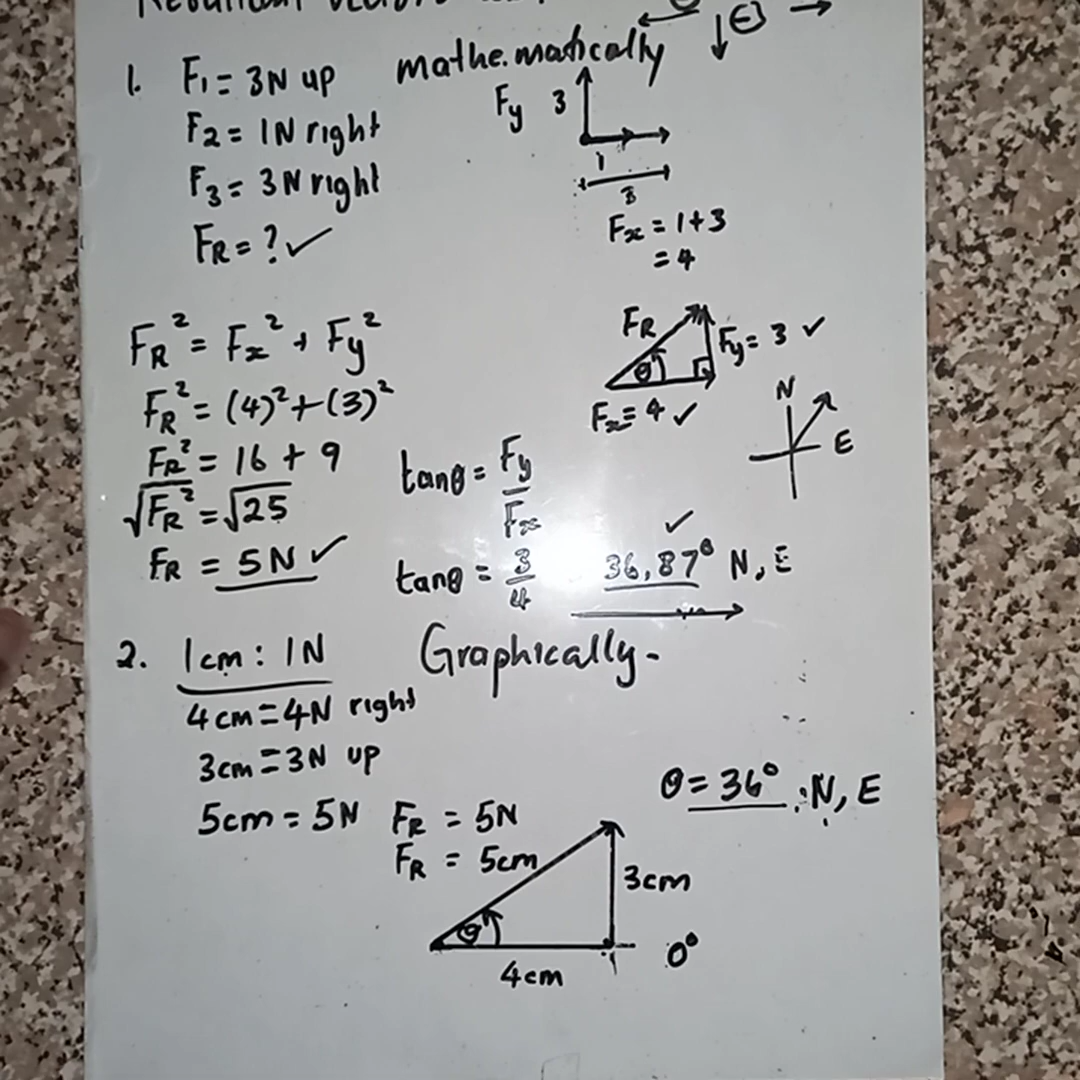 Resultant vectors
1. F1 = 3N up mathematically
F2 = 1N right Fy 3
F3 = 3N right 1
3
FR = ? ✓ Fx = 1+3
= 4
FR² = Fx² + Fy² FR Fy = 3 ✓
θ
FR² = (4)² + (3)² Fx = 4 ✓ N
E
FR² = 16 + 9 tanθ = Fy/Fx
√FR² = √25
FR = 5N ✓ tanθ = 3/4 36,87° N, E ✓
2. 1cm : 1N Graphically.
4cm = 4N right
3cm = 3N up
θ = 36° : N, E
5cm = 5N FR = 5N
FR = 5cm
3cm
θ
0°
4cm